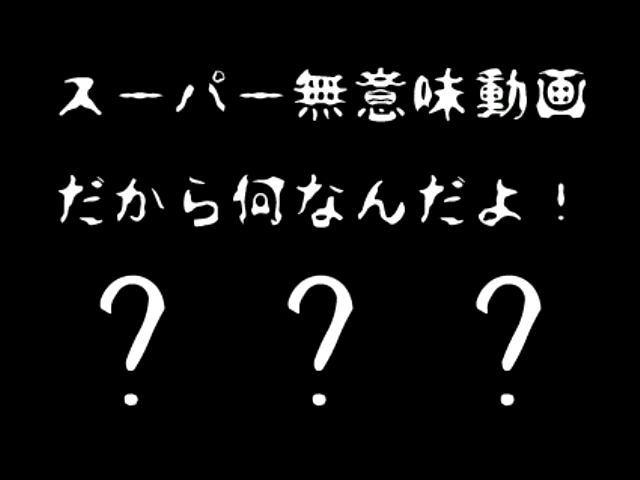 スーパー無意味動画
だから何なんだよ！
？ ？ ？